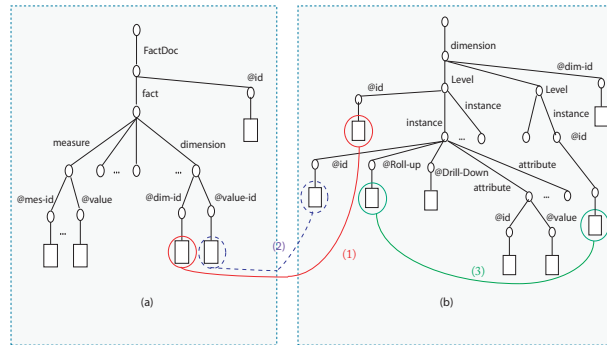 FactDoc
@id
fact
measure
dimension
...
...
@mes-id
@value
@dim-id
@value-id
...
(2)
(1)
(a)
dimension
@dim-id
@id
Level
Level
instance
instance
instance
@id
...
@id
@Roll-up
@Drill-Down
attribute
attribute
...
@id
@value
(3)
(b)